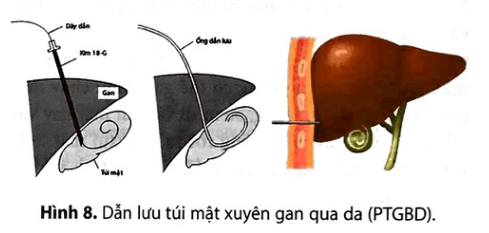 Dây dẫn
Kim 18-G
Gan
Túi mật
Ống dẫn lưu
Hình 8. Dẫn lưu túi mật xuyên gan qua da (PTGBD).